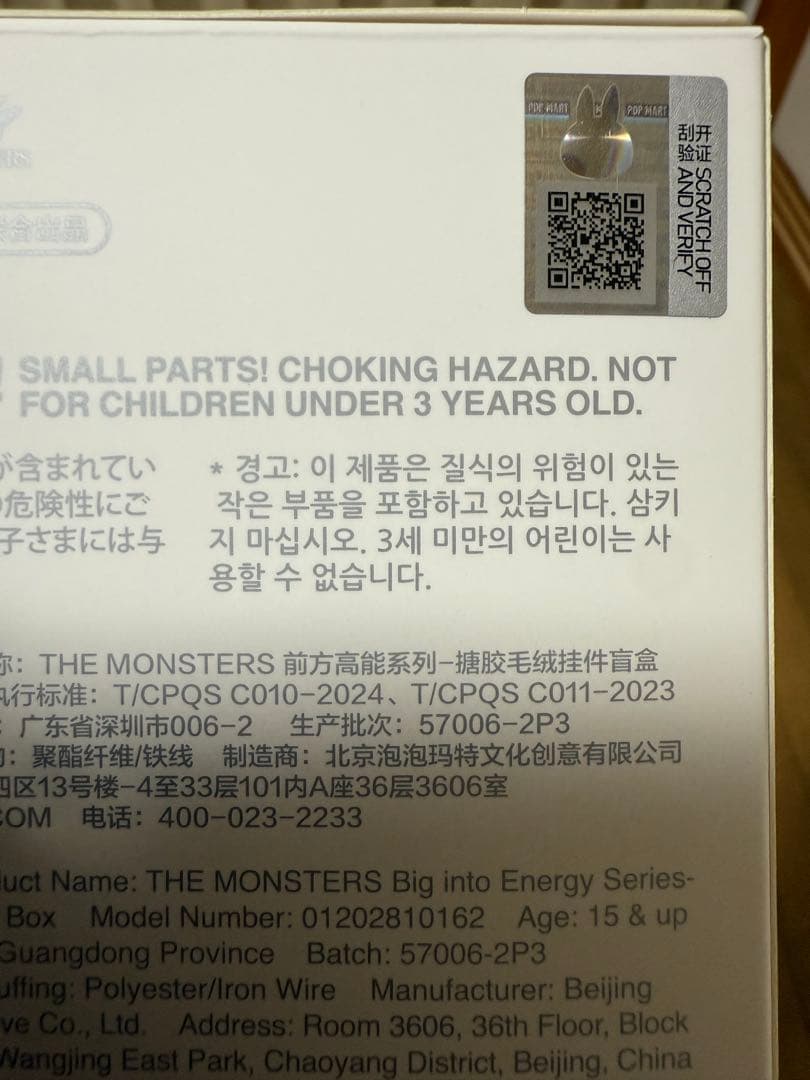 POP MART M POP MART
开证 SCRATCH OFF
刮验 AND VERIFY
合出品
SMALL PARTS! CHOKING HAZARD. NOT
FOR CHILDREN UNDER 3 YEARS OLD.
が含まれてい
の危険性にご
子さまには与
* 경고: 이 제품은 질식의 위험이 있는
작은 부품을 포함하고 있습니다. 삼키
지 마십시오. 3세 미만의 어린이는 사
용할 수 없습니다.
称：THE MONSTERS 前方高能系列-搪胶毛绒挂件盲盒
执行标准：T/CPQS C010-2024、T/CPQS C011-2023
：广东省深圳市006-2 生产批次：57006-2P3
：聚酯纤维/铁线 制造商：北京泡泡玛特文化创意有限公司
四区13号楼-4至33层101内A座36层3606室
COM 电话：400-023-2233
uct Name: THE MONSTERS Big into Energy Series-
Box Model Number: 01202810162 Age: 15 & up
Guangdong Province Batch: 57006-2P3
uffing: Polyester/Iron Wire Manufacturer: Beijing
ve Co., Ltd. Address: Room 3606, 36th Floor, Block
Wangjing East Park, Chaoyang District, Beijing, China